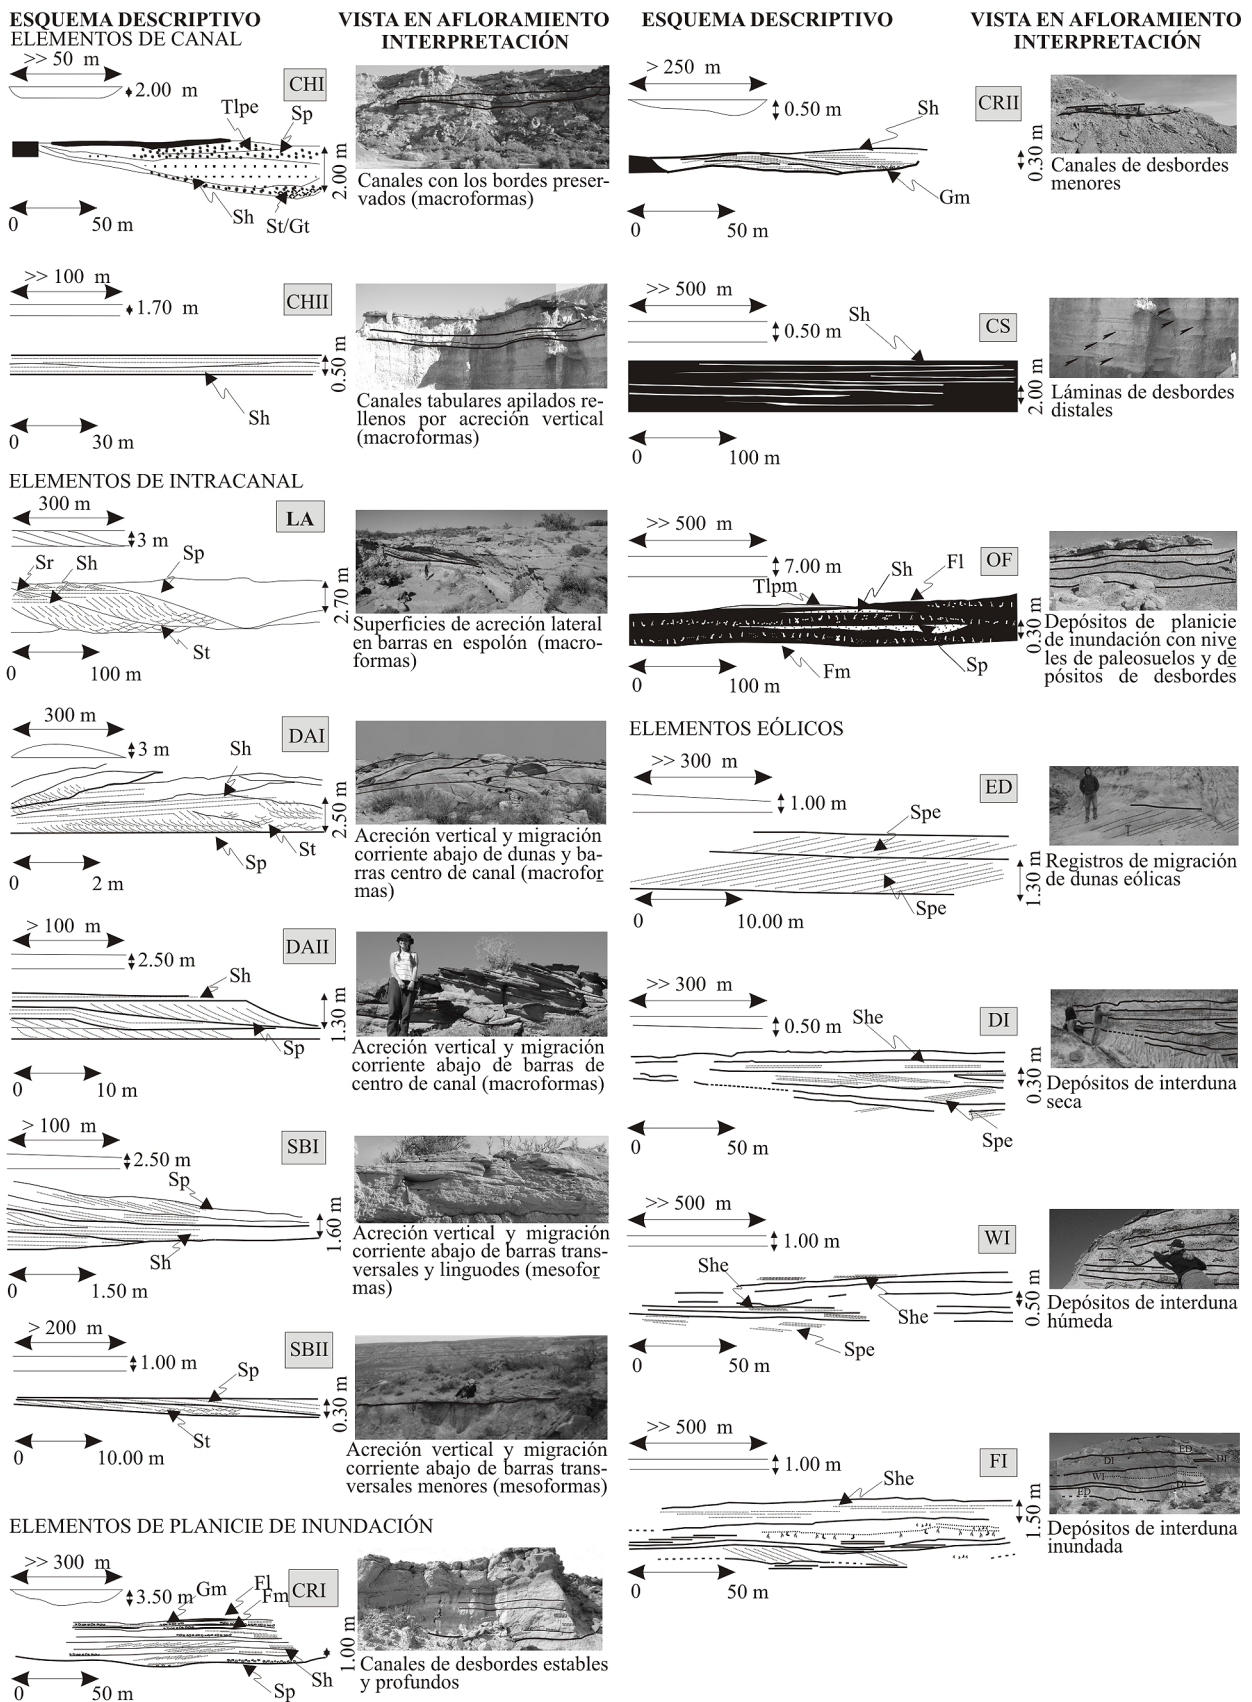 ESQUEMA DESCRIPTIVO
VISTA EN AFLORAMIENTO
INTERPRETACIÓN
ELEMENTOS DE CANAL
>> 50 m
2.00 m
CHI
Tlpe
Sp
2.00 m
Sh
St/Gt
0
50 m
Canales con los bordes preser-
vados (macroformas)
>> 100 m
1.70 m
CHII
0.50 m
Sh
0
30 m
Canales tabulares apilados re-
llenos por acreción vertical
(macroformas)
ELEMENTOS DE INTRACANAL
300 m
3 m
LA
Sr
Sh
Sp
2.70 m
St
0
100 m
Superficies de acreción lateral
en barras en espolón (macro-
formas)
300 m
3 m
DAI
Sh
2.50 m
St
Sp
0
2 m
Acreción vertical y migración
corriente abajo de dunas y ba-
rras centro de canal (macrofor
mas)
> 100 m
2.50 m
DAII
Sh
1.30 m
Sp
0
10 m
Acreción vertical y migración
corriente abajo de barras de
centro de canal (macroformas)
> 100 m
2.50 m
SBI
Sp
1.60 m
Sh
0
1.50 m
Acreción vertical y migración
corriente abajo de barras trans-
versales y linguodes (mesofor
mas)
> 200 m
1.00 m
SBII
Sp
0.30 m
St
0
10.00 m
Acreción vertical y migración
corriente abajo de barras trans-
versales menores (mesoformas)
ELEMENTOS DE PLANICIE DE INUNDACIÓN
>> 300 m
3.50 m
CRI
Gm
Fl
Fm
1.00 m
Sh
Sp
0
50 m
Canales de desbordes estables
y profundos
ESQUEMA DESCRIPTIVO
VISTA EN AFLORAMIENTO
INTERPRETACIÓN
> 250 m
0.50 m
CRII
Sh
0.30 m
Gm
0
50 m
Canales de desbordes
menores
>> 500 m
0.50 m
CS
Sh
2.00 m
0
100 m
Láminas de desbordes
distales
>> 500 m
7.00 m
OF
Tlpm
Sh
Fl
0.30 m
Fm
Sp
0
100 m
Depósitos de planicie
de inundación con nive
les de paleosuelos y de
pósitos de desbordes
ELEMENTOS EÓLICOS
>> 300 m
1.00 m
ED
Spe
1.30 m
Spe
0
10.00 m
Registros de migración
de dunas eólicas
>> 300 m
0.50 m
DI
She
0.30 m
Spe
0
50 m
Depósitos de interduna
seca
>> 500 m
1.00 m
WI
She
0.50 m
She
Spe
0
50 m
Depósitos de interduna
húmeda
>> 500 m
1.00 m
FI
She
1.50 m
0
50 m
ED
DI
DI
WI
DI
ED
Depósitos de interduna
inundada